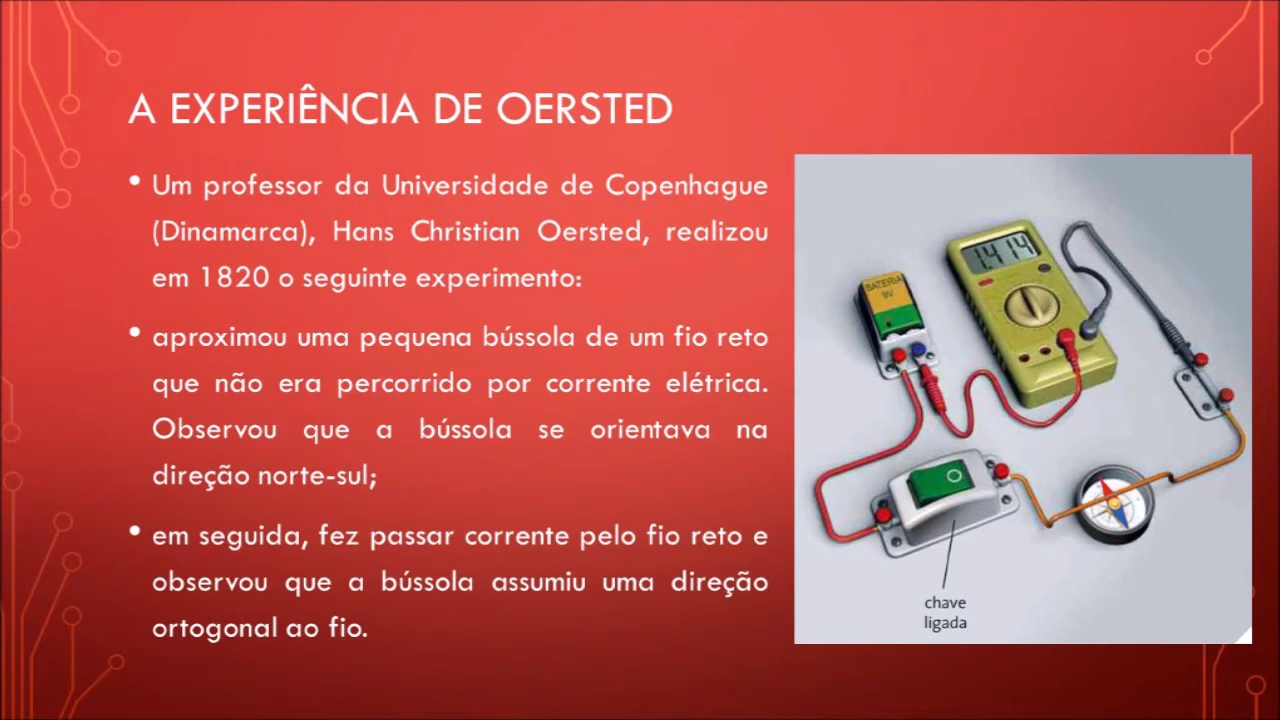 A EXPERIÊNCIA DE OERSTED
• Um professor da Universidade de Copenhague
(Dinamarca), Hans Christian Oersted, realizou
em 1820 o seguinte experimento:
• aproximou uma pequena bússola de um fio reto
que não era percorrido por corrente elétrica.
Observou que a bússola se orientava na
direção norte-sul;
• em seguida, fez passar corrente pelo fio reto e
observou que a bússola assumiu uma direção
ortogonal ao fio.
1.414
BATERIA
9V
chave
ligada